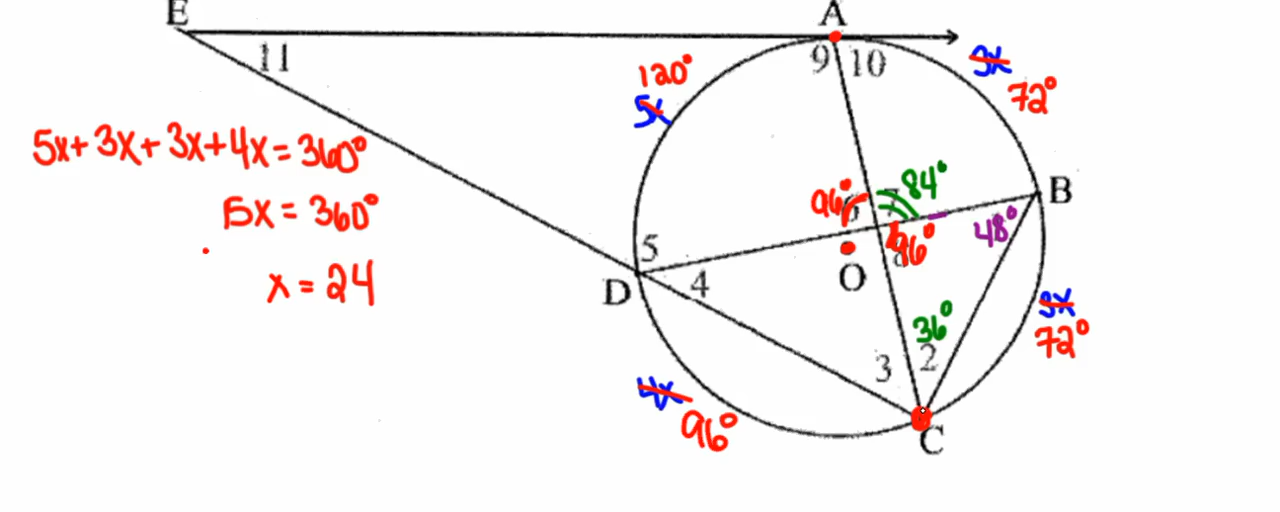 E
A
11
9
10
120°
5x
3x
72°
5x+3x+3x+4x=360°
5x = 360°
x = 24
96°
6
7
84°
B
48°
96°
8
O
5
4
D
3x
72°
36°
3
2
4x
96°
C